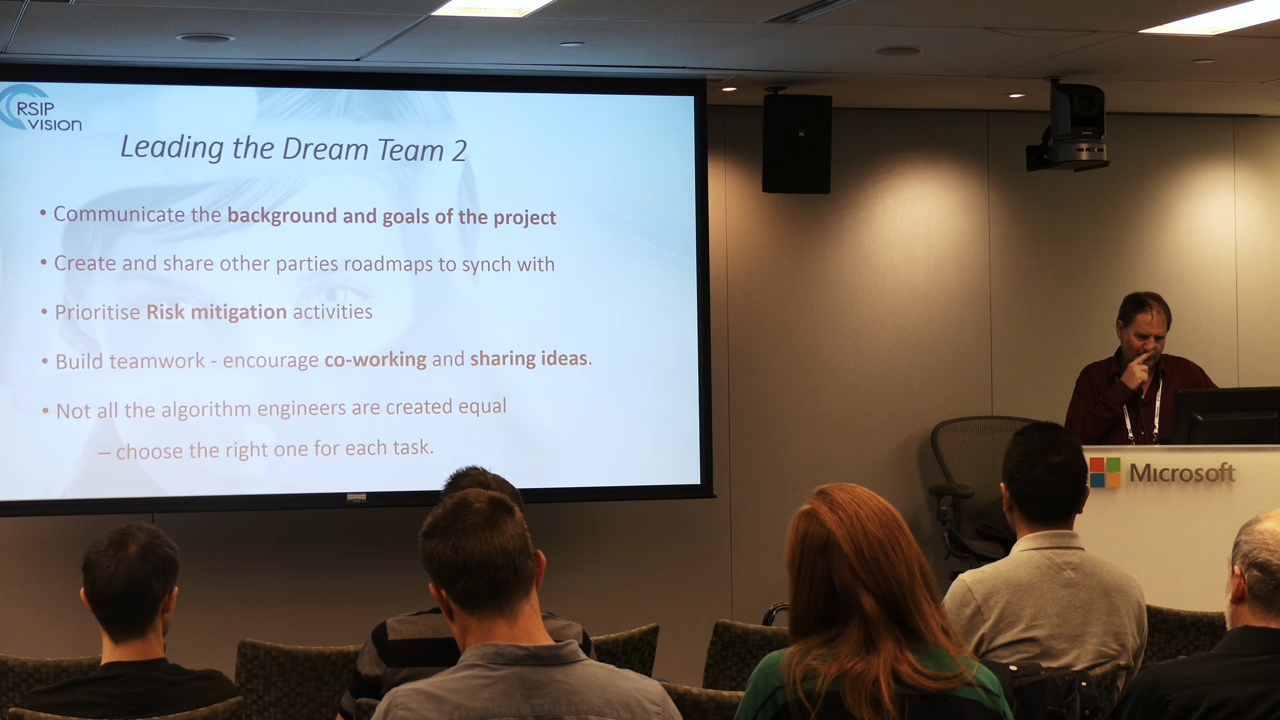 RSIP
VISION
Leading the Dream Team 2
• Communicate the background and goals of the project
• Create and share other parties roadmaps to synch with
• Prioritise Risk mitigation activities
• Build teamwork - encourage co-working and sharing ideas.
• Not all the algorithm engineers are created equal
– choose the right one for each task.
Microsoft